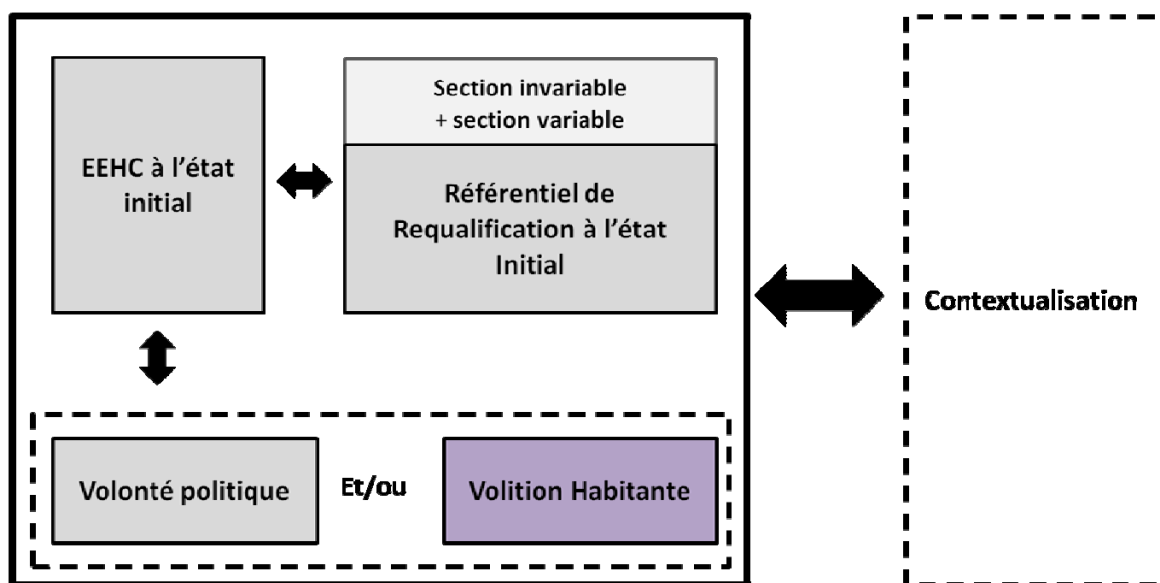 EEHC à l'état
initial
Section invariable
+ section variable
Référentiel de
Requalification à l'état
Initial
Contextualisation
Volonté politique
Et/ou
Volition Habitante